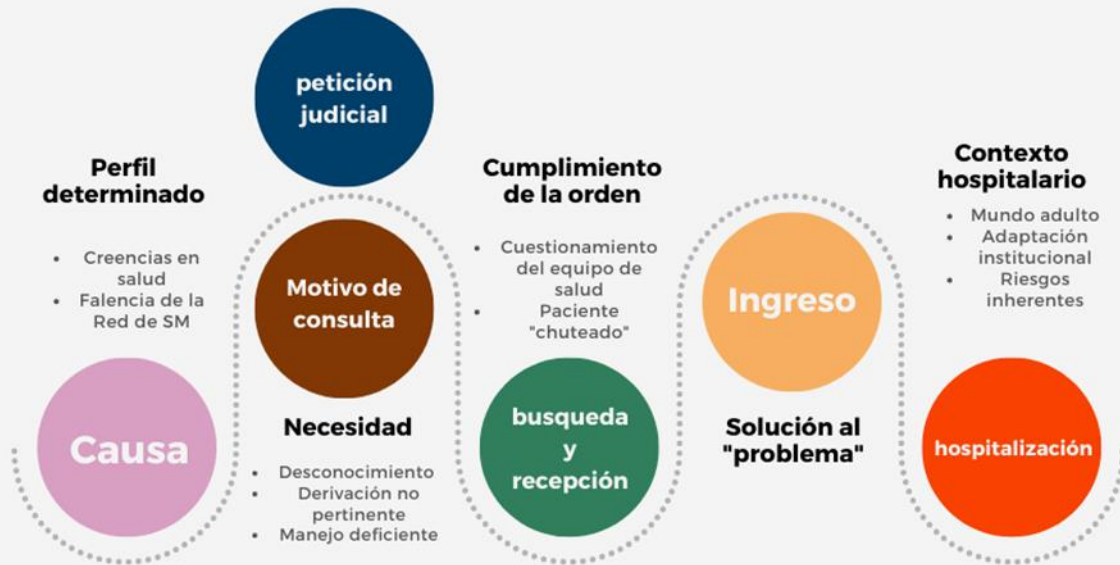 petición
judicial
Perfil
determinado
• Creencias en
salud
• Falencia de la
Red de SM
Causa
Motivo de
consulta
Necesidad
• Desconocimiento
• Derivación no
pertinente
• Manejo deficiente
Cumplimiento
de la orden
• Cuestionamiento
del equipo de
salud
• Paciente
"chuteado"
busqueda
y
recepción
Ingreso
Solución al
"problema"
Contexto
hospitalario
• Mundo adulto
• Adaptación
institucional
• Riesgos
inherentes
hospitalización